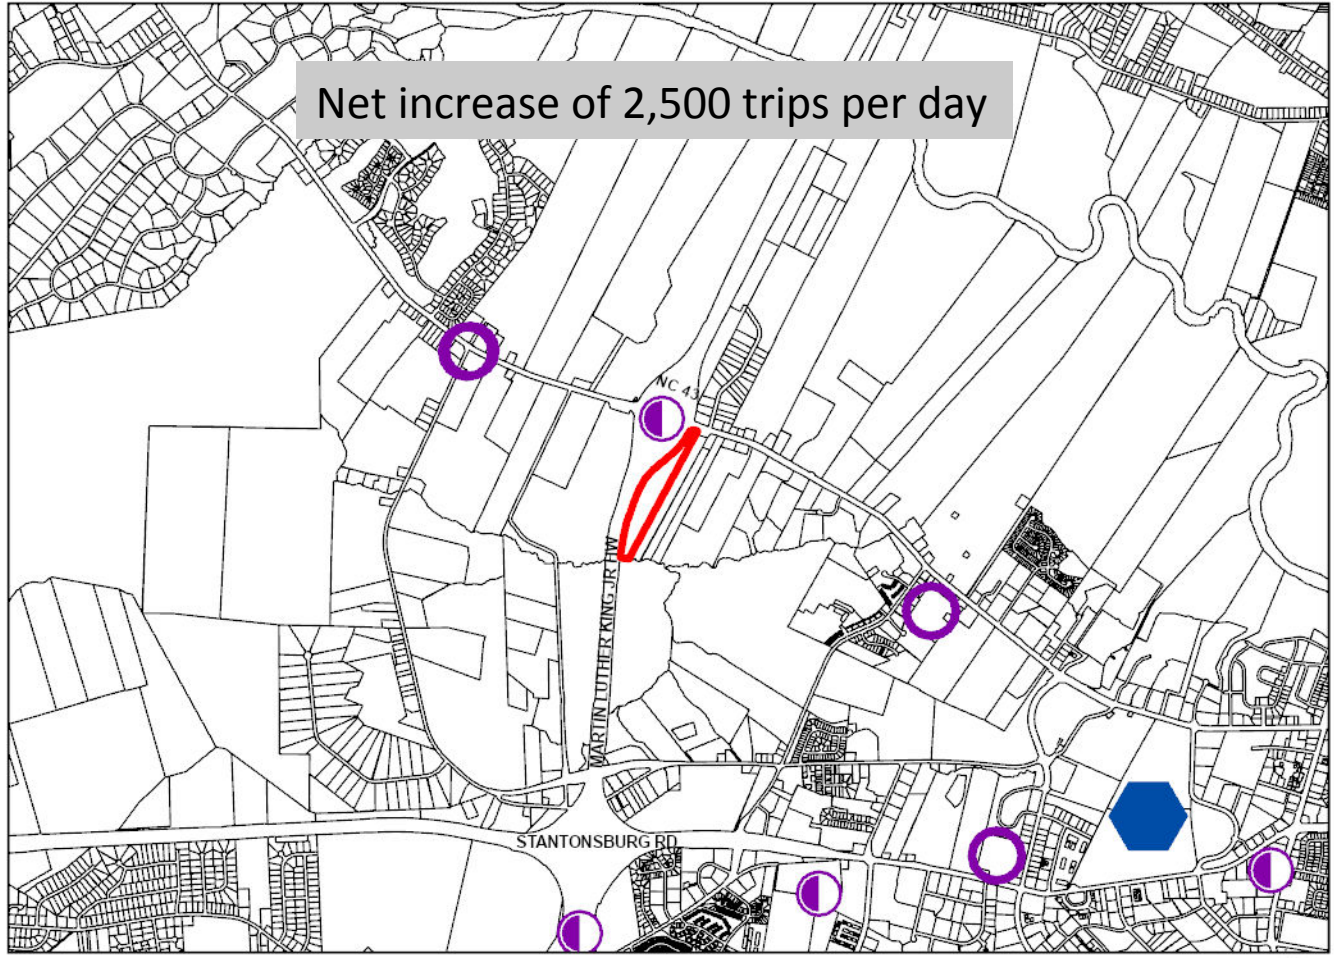 Net increase of 2,500 trips per day
NC 43
MARTIN LUTHER KING JR HW
STANTONSBURG RD